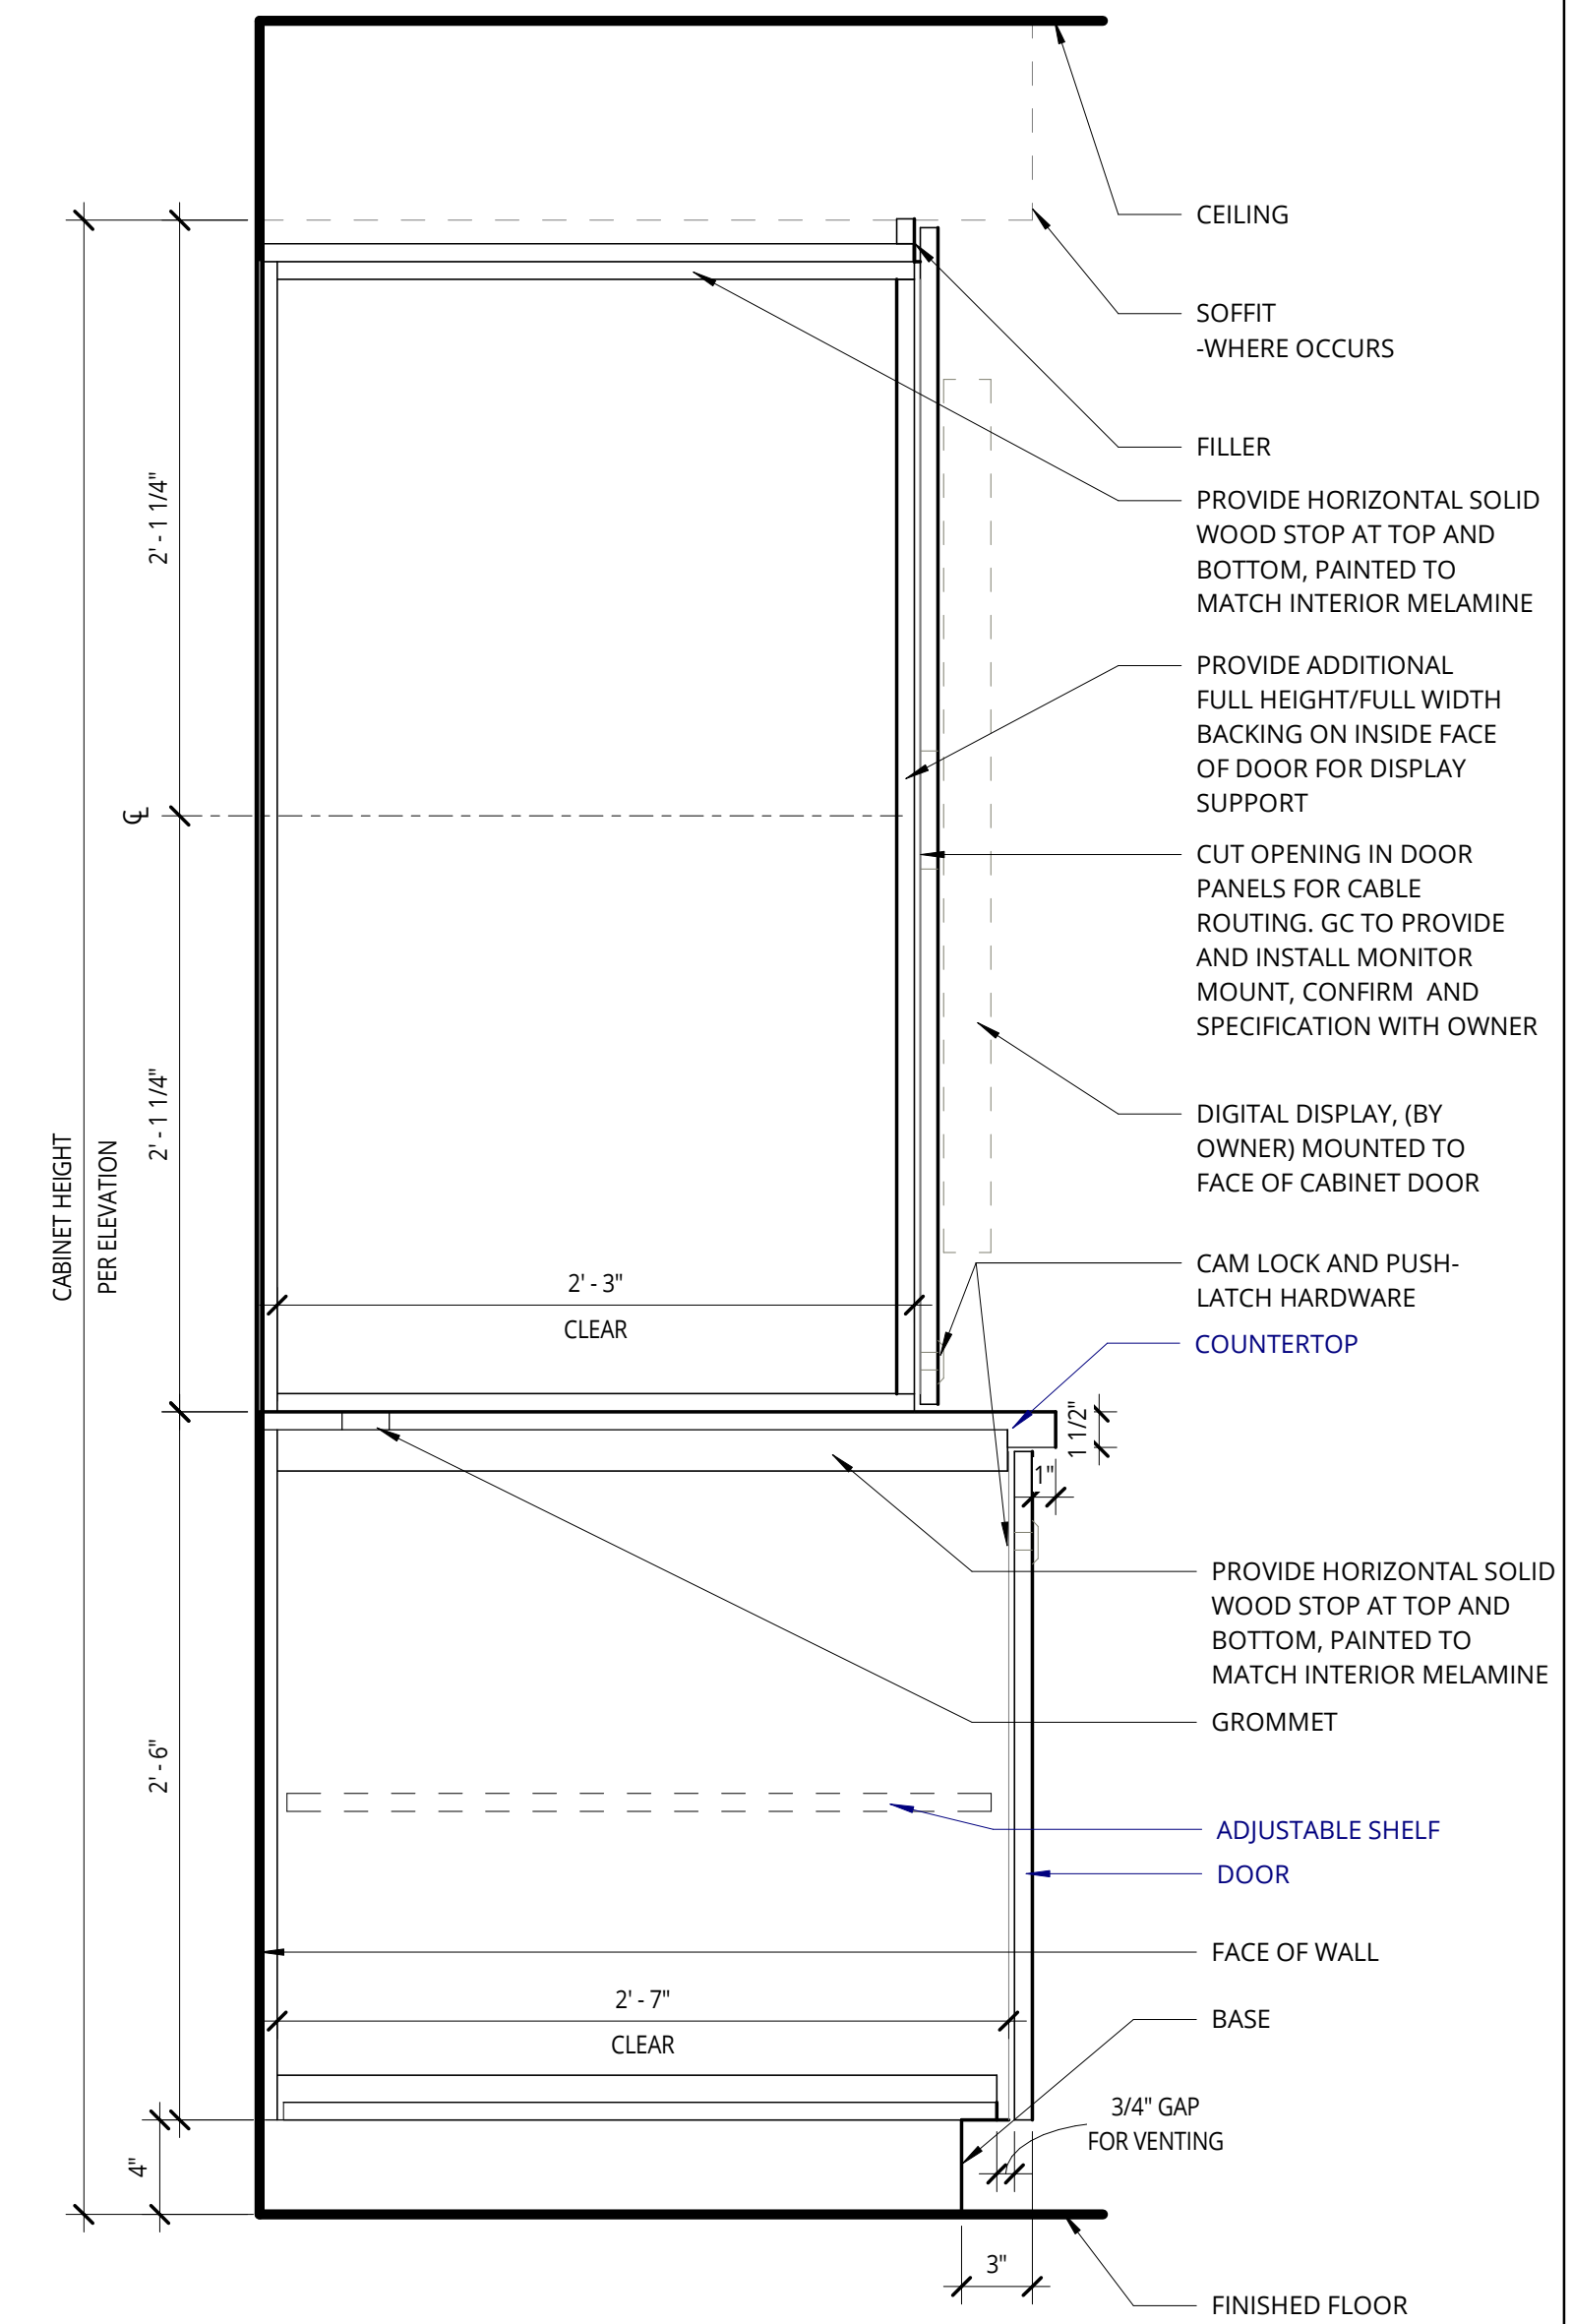 CEILING
SOFFIT
-WHERE OCCURS
FILLER
PROVIDE HORIZONTAL SOLID
WOOD STOP AT TOP AND
BOTTOM, PAINTED TO
MATCH INTERIOR MELAMINE
2' - 1 1/4"
PROVIDE ADDITIONAL
FULL HEIGHT/FULL WIDTH
BACKING ON INSIDE FACE
OF DOOR FOR DISPLAY
SUPPORT
CL
CUT OPENING IN DOOR
PANELS FOR CABLE
ROUTING. GC TO PROVIDE
AND INSTALL MONITOR
MOUNT, CONFIRM  AND
SPECIFICATION WITH OWNER
2' - 1 1/4"
DIGITAL DISPLAY, (BY
OWNER) MOUNTED TO
FACE OF CABINET DOOR
CABINET HEIGHT
PER ELEVATION
2' - 3"
CLEAR
CAM LOCK AND PUSH-
LATCH HARDWARE
COUNTERTOP
1 1/2"
1"
PROVIDE HORIZONTAL SOLID
WOOD STOP AT TOP AND
BOTTOM, PAINTED TO
MATCH INTERIOR MELAMINE
GROMMET
2' - 6"
ADJUSTABLE SHELF
DOOR
FACE OF WALL
2' - 7"
CLEAR
BASE
3/4" GAP
FOR VENTING
4"
3"
FINISHED FLOOR